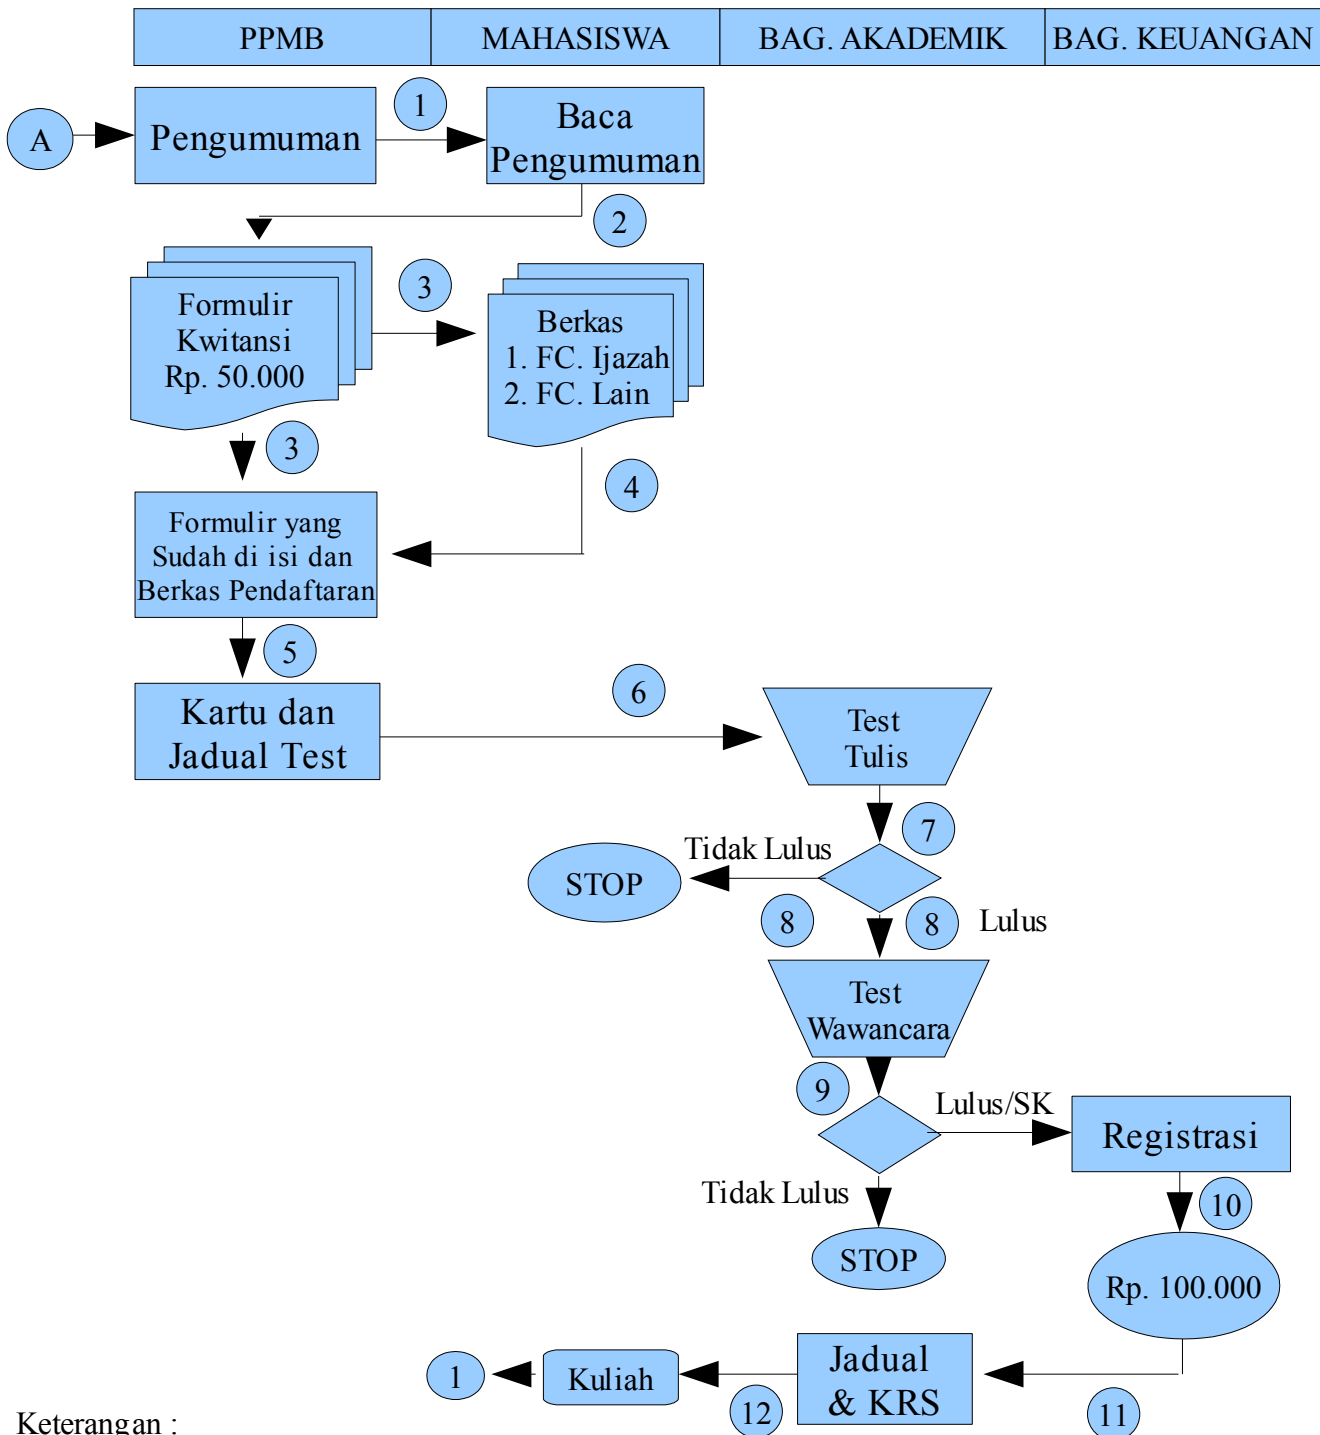 PPMB
MAHASISWA
BAG. AKADEMIK
BAG. KEUANGAN
A
Pengumuman
1
Baca
Pengumuman
2
Formulir
Kwitansi
Rp. 50.000
3
Berkas
1. FC. Ijazah
2. FC. Lain
3
4
Formulir yang
Sudah di isi dan
Berkas Pendaftaran
5
Kartu dan
Jadual Test
6
Test
Tulis
7
Tidak Lulus
STOP
8
8
Lulus
Test
Wawancara
9
Lulus/SK
Registrasi
Tidak Lulus
10
STOP
Rp. 100.000
1
Kuliah
12
Jadual
& KRS
11
Keterangan :